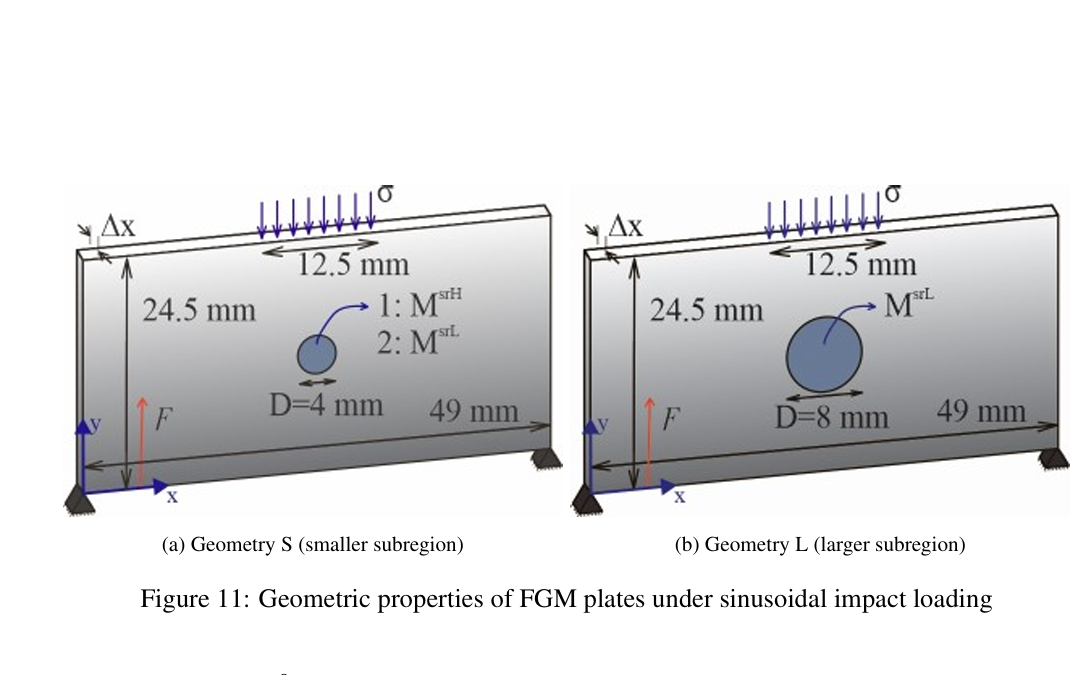 σ
Δx
12.5 mm
24.5 mm
1: M^srH
2: M^srL
D=4 mm
49 mm
F
y
x
σ
Δx
12.5 mm
24.5 mm
M^srL
D=8 mm
49 mm
F
y
x
(a) Geometry S (smaller subregion)
(b) Geometry L (larger subregion)
Figure 11: Geometric properties of FGM plates under sinusoidal impact loading